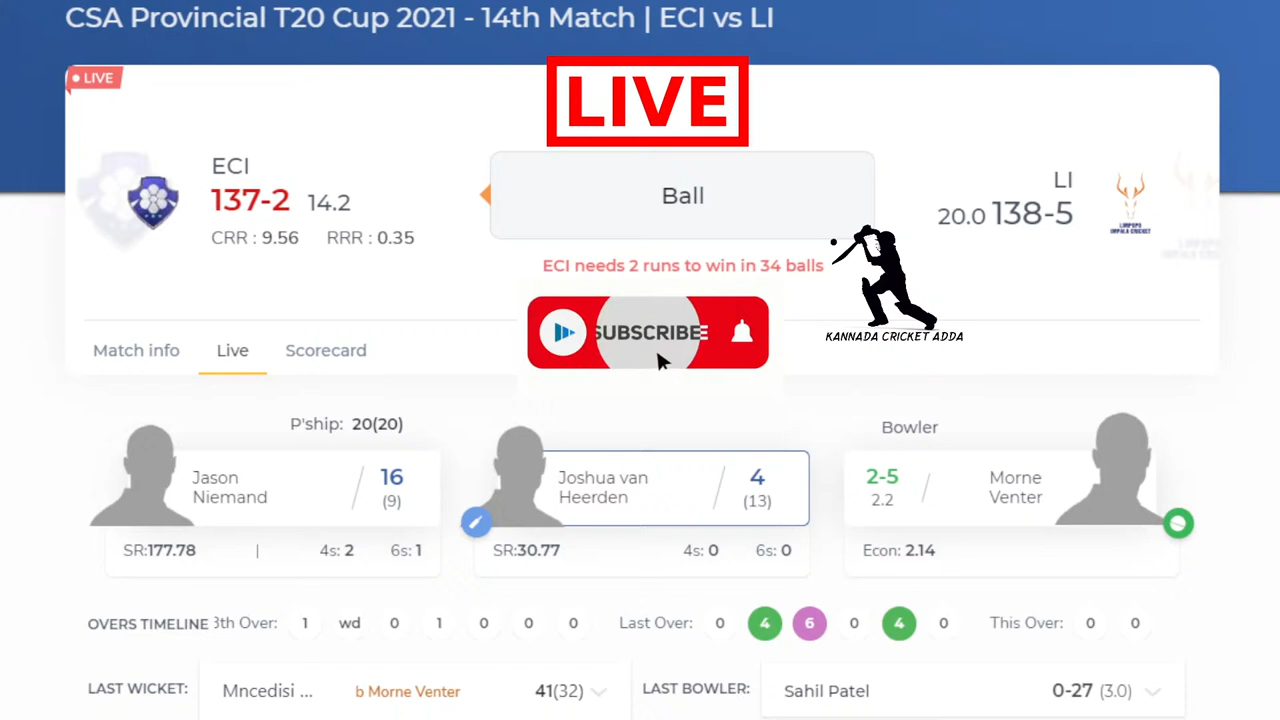 CSA Provincial T20 Cup 2021 - 14th Match | ECI vs LI
LIVE
LIVE
ECI
137-2 14.2
CRR : 9.56 RRR : 0.35
Ball
LI
20.0 138-5
LIMPOPO
IMPALA CRICKET
ECI needs 2 runs to win in 34 balls
SUBSCRIBE
KANNADA CRICKET ADDA
Match info Live Scorecard
P'ship: 20(20)
Bowler
Jason
Niemand
16
(9)
SR:177.78 | 4s: 2 6s: 1
Joshua van
Heerden
4
(13)
SR:30.77 4s: 0 6s: 0
2-5
2.2
Morne
Venter
Econ: 2.14
OVERS TIMELINE 3th Over: 1 wd 0 1 0 0 0 Last Over: 0 4 6 0 4 0 This Over: 0 0
LAST WICKET: Mncedisi ... b Morne Venter 41(32) LAST BOWLER: Sahil Patel 0-27 (3.0)